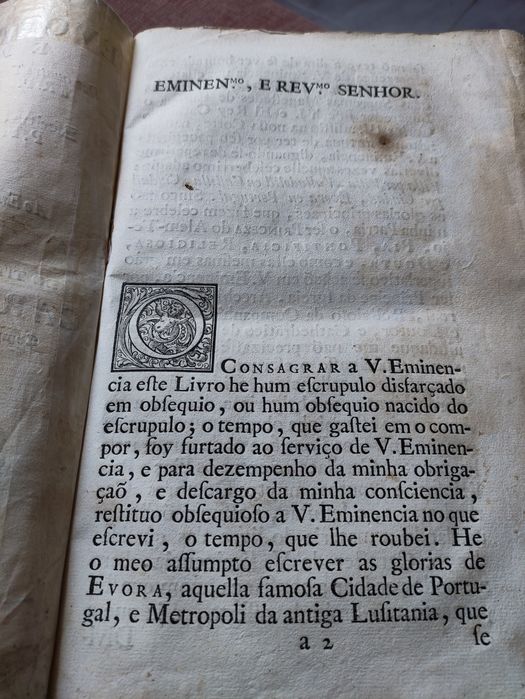 EMINEN.MO, E REV.MO SENHOR.
O CONSAGRAR a V. Eminen-
cia eſte Livro he hum eſcrupulo disfarçado
em obſequio, ou hum obſequio nacido do
eſcrupulo; o tempo, que gaſtei em o com-
por, foy furtado ao ſerviço de V. Eminen-
cia, e para dezempenho da minha obriga-
çaõ, e deſcargo da minha conſciencia,
reſtituo obſequioſo a V. Eminencia no que
eſcrevi, o tempo, que lhe roubei. He
o meo aſſumpto eſcrever as glorias de
EVORA, aquella famoſa Cidade de Portu-
gal, e Metropoli da antiga Luſitania, que
a 2 ſe